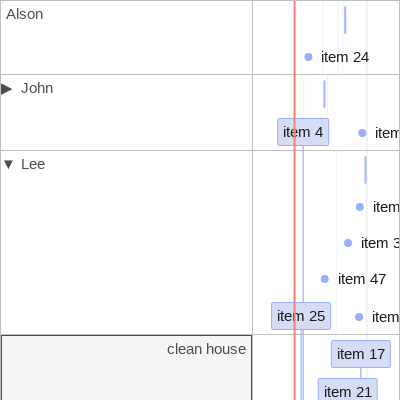 Alson
item 24
▶ John
item 4
item
▼ Lee
item
item 3
item 47
item 25
item
clean house
item 17
item 21